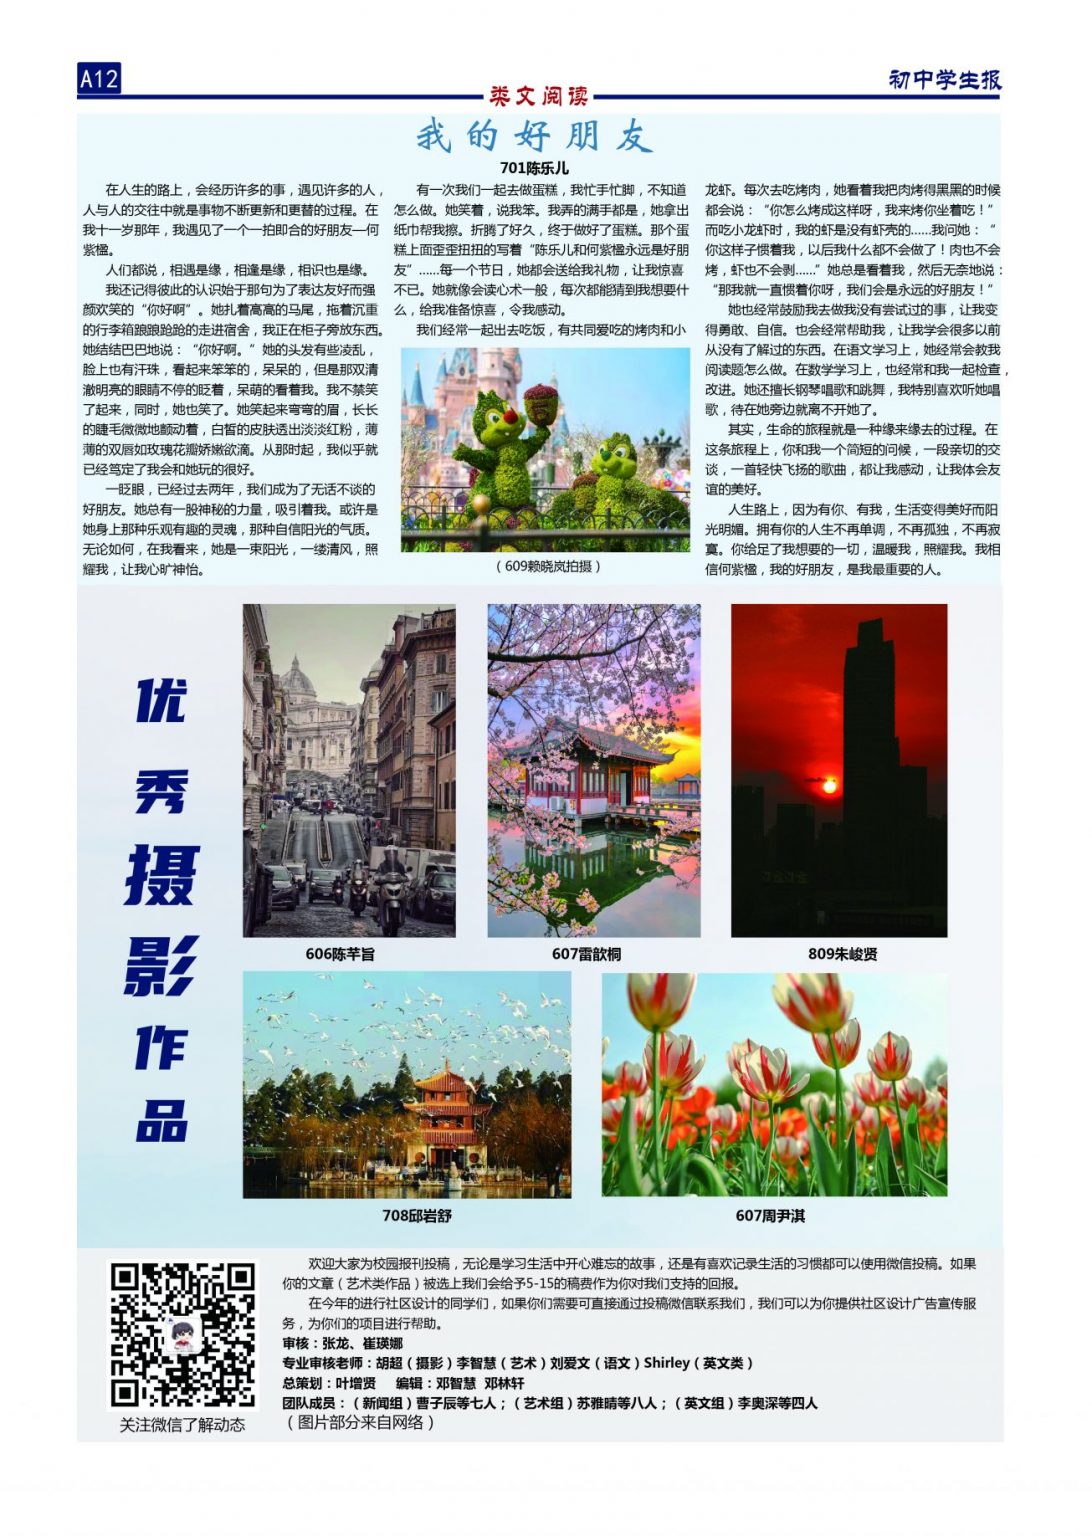 A12
初中学生报
类文阅读
我的好朋友
701陈乐儿
在人生的路上，会经历许多的事，遇见许多的人，
人与人的交往中就是事物不断更新和更替的过程。在
我十一岁那年，我遇见了一个一拍即合的好朋友—何
紫楹。
人们都说，相遇是缘，相逢是缘，相识也是缘。
我还记得彼此的认识始于那句为了表达友好而强
颜欢笑的“你好啊”。她扎着高高的马尾，拖着沉重
的行李箱踉踉跄跄的走进宿舍，我正在柜子旁放东西。
她结结巴巴地说：“你好啊。”她的头发有些凌乱，
脸上也有汗珠，看起来笨笨的，呆呆的，但是那双清
澈明亮的眼睛不停的眨着，呆萌的看着我。我不禁笑
了起来，同时，她也笑了。她笑起来弯弯的眉，长长
的睫毛微微地颤动着，白皙的皮肤透出淡淡红粉，薄
薄的双唇如玫瑰花瓣娇嫩欲滴。从那时起，我似乎就
已经笃定了我会和她玩的很好。
一眨眼，已经过去两年，我们成为了无话不谈的
好朋友。她总有一股神秘的力量，吸引着我。或许是
她身上那种乐观有趣的灵魂，那种自信阳光的气质。
无论如何，在我看来，她是一束阳光，一缕清风，照
耀我，让我心旷神怡。
有一次我们一起去做蛋糕，我忙手忙脚，不知道
怎么做。她笑着，说我笨。我弄的满手都是，她拿出
纸巾帮我擦。折腾了好久，终于做好了蛋糕。那个蛋
糕上面歪歪扭扭的写着“陈乐儿和何紫楹永远是好朋
友”……每一个节日，她都会送给我礼物，让我惊喜
不已。她就像会读心术一般，每次都能猜到我想要什
么，给我准备惊喜，令我感动。
我们经常一起出去吃饭，有共同爱吃的烤肉和小
（609赖晓岚拍摄）
龙虾。每次去吃烤肉，她看着我把肉烤得黑黑的时候
都会说：“你怎么烤成这样呀，我来烤你坐着吃！”
而吃小龙虾时，我的虾是没有虾壳的……我问她：“
你这样子惯着我，以后我什么都不会做了！肉也不会
烤，虾也不会剥……”她总是看着我，然后无奈地说：
“那我就一直惯着你呀，我们会是永远的好朋友！”
她也经常鼓励我去做我没有尝试过的事，让我变
得勇敢、自信。也会经常帮助我，让我学会很多以前
从没有了解过的东西。在语文学习上，她经常会教我
阅读题怎么做。在数学学习上，也经常和我一起检查，
改进。她还擅长钢琴唱歌和跳舞，我特别喜欢听她唱
歌，待在她旁边就离不开她了。
其实，生命的旅程就是一种缘来缘去的过程。在
这条旅程上，你和我一个简短的问候，一段亲切的交
谈，一首轻快飞扬的歌曲，都让我感动，让我体会友
谊的美好。
人生路上，因为有你、有我，生活变得美好而阳
光明媚。拥有你的人生不再单调，不再孤独，不再寂
寞。你给足了我想要的一切，温暖我，照耀我。我相
信何紫楹，我的好朋友，是我最重要的人。
优秀摄影作品
606陈芊旨
607雷歆桐
809朱峻贤
708邱岩舒
607周尹淇
欢迎大家为校园报刊投稿，无论是学习生活中开心难忘的故事，还是有喜欢记录生活的习惯都可以使用微信投稿。如果
你的文章（艺术类作品）被选上我们会给予5-15的稿费作为你对我们支持的回报。
在今年的进行社区设计的同学们，如果你们需要可直接通过投稿微信联系我们，我们可以为你提供社区设计广告宣传服
务，为你们的项目进行帮助。
审核：张龙、崔瑛娜
专业审核老师：胡超（摄影）李智慧（艺术）刘爱文（语文）Shirley（英文类）
总策划：叶增贤 编辑：邓智慧 邓林轩
团队成员：（新闻组）曹子辰等七人；（艺术组）苏雅晴等八人；（英文组）李奥深等四人
（图片部分来自网络）
关注微信了解动态